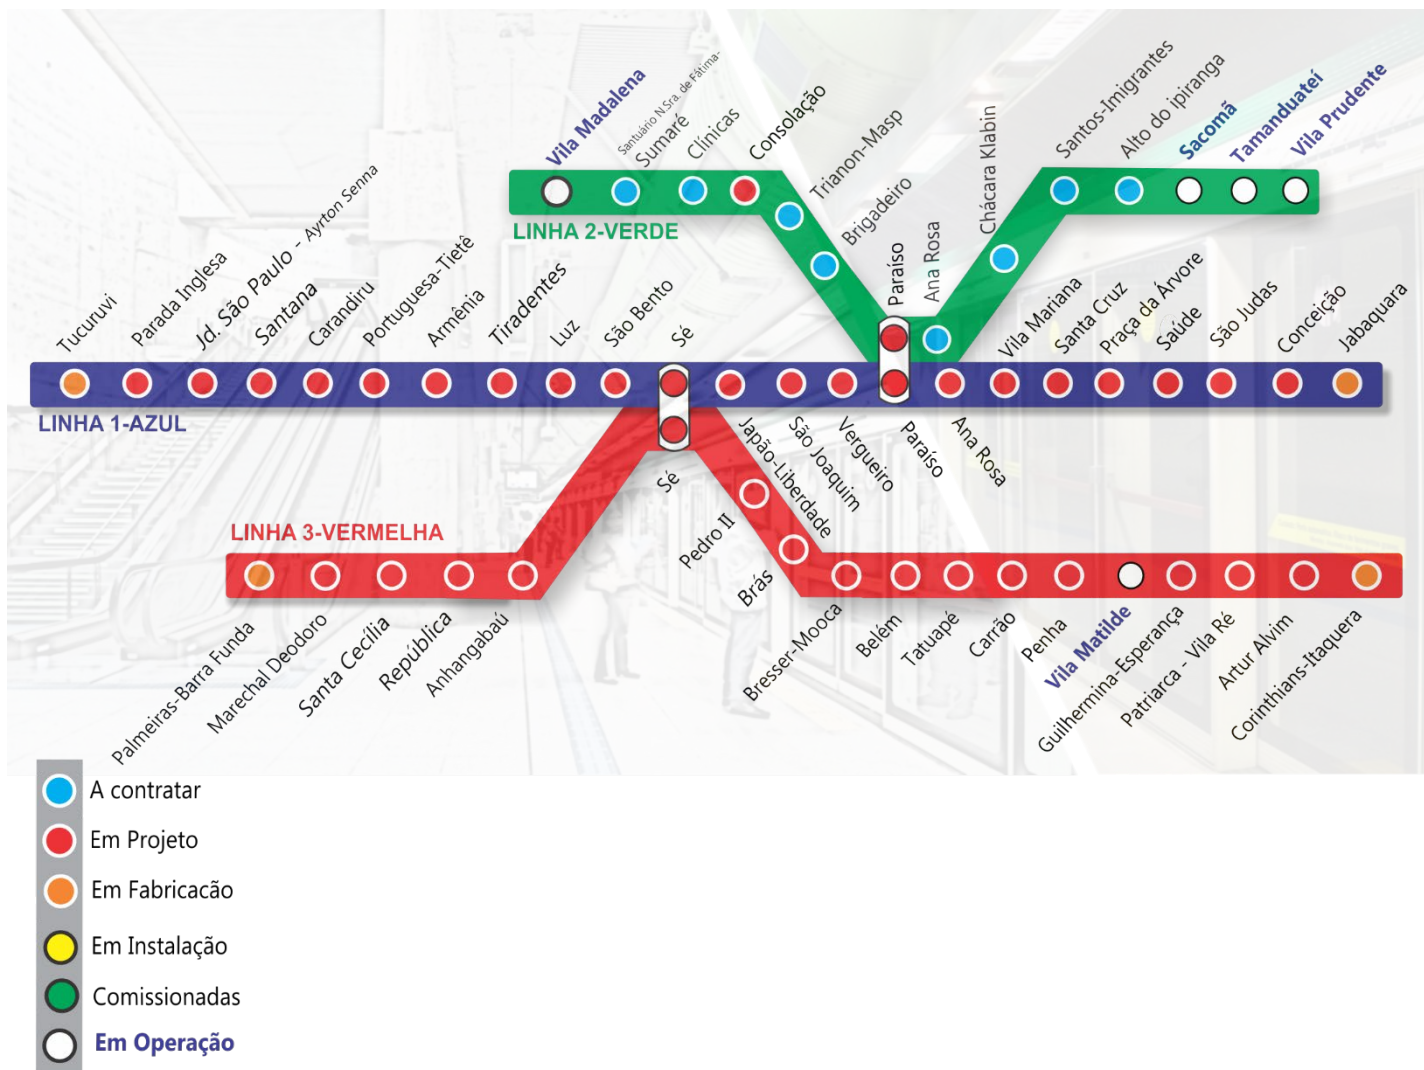 Vila Madalena
Santuário N.Sra. de Fátima-
Sumaré
Clínicas
Consolação
Trianon-Masp
Brigadeiro
Paraíso
Ana Rosa
Chácara Klabin
Santos-Imigrantes
Alto do ipiranga
Sacomã
Tamanduateí
Vila Prudente
LINHA 2-VERDE
Tucuruvi
Parada Inglesa
Jd. São Paulo - Ayrton Senna
Santana
Carandiru
Portuguesa-Tietê
Armênia
Tiradentes
Luz
São Bento
Sé
Vila Mariana
Santa Cruz
Praça da Árvore
Saúde
São Judas
Conceição
Jabaquara
LINHA 1-AZUL
Sé
Japão-Liberdade
São Joaquim
Vergueiro
Paraíso
Ana Rosa
LINHA 3-VERMELHA
Pedro II
Brás
Palmeiras-Barra Funda
Marechal Deodoro
Santa Cecília
República
Anhangabaú
Bresser-Mooca
Belém
Tatuapé
Carrão
Penha
Vila Matilde
Guilhermina-Esperança
Patriarca - Vila Ré
Artur Alvim
Corinthians-Itaquera
A contratar
Em Projeto
Em Fabricacão
Em Instalação
Comissionadas
Em Operação